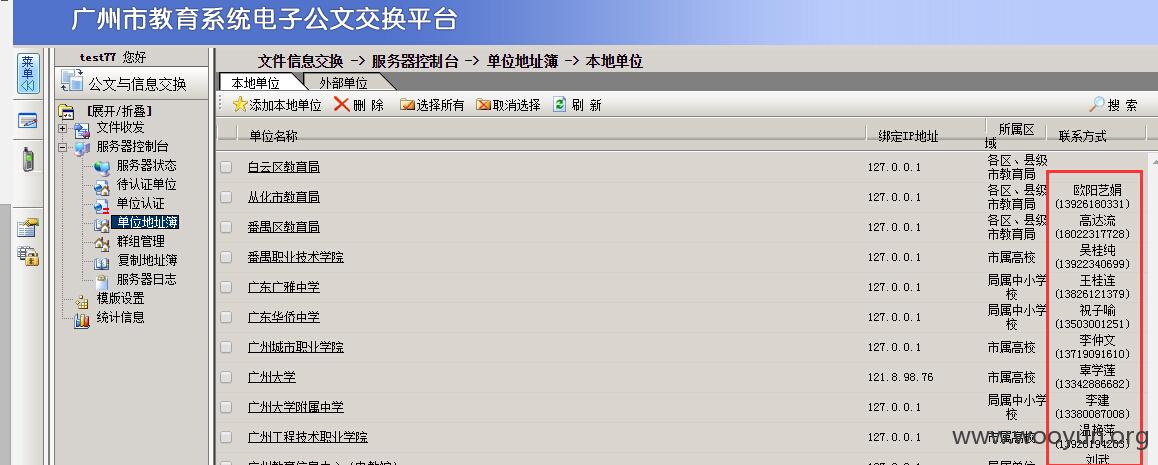 广州市教育系统电子公文交换平台
菜单
test77 您好
公文与信息交换
[展开/折叠]
文件收发
服务器控制台
服务器状态
待认证单位
单位认证
单位地址簿
群组管理
复制地址簿
服务器日志
模版设置
统计信息
文件信息交换 -> 服务器控制台 -> 单位地址簿 -> 本地单位
本地单位 外部单位
添加本地单位 删 除 选择所有 取消选择 刷 新 搜 索
单位名称 绑定IP地址 所属区域 联系方式
白云区教育局 127.0.0.1 各区、县级市教育局
从化市教育局 127.0.0.1 各区、县级市教育局 欧阳艺娟 (13926180331)
番禺区教育局 127.0.0.1 各区、县级市教育局 高达流 (18022317728)
番禺职业技术学院 127.0.0.1 市属高校 吴桂纯 (13922340699)
广东广雅中学 127.0.0.1 局属中小学校 王桂连 (13826121379)
广东华侨中学 127.0.0.1 局属中小学校 祝子喻 (13503001251)
广州城市职业学院 127.0.0.1 市属高校 李仲文 (13719091610)
广州大学 121.8.98.76 市属高校 辜学莲 (13342886682)
广州大学附属中学 127.0.0.1 局属中小学校 李建 (13380087008)
广州工程技术职业学院 127.0.0.1 市属高校 温艳萍
刘武
www.wooyun.org